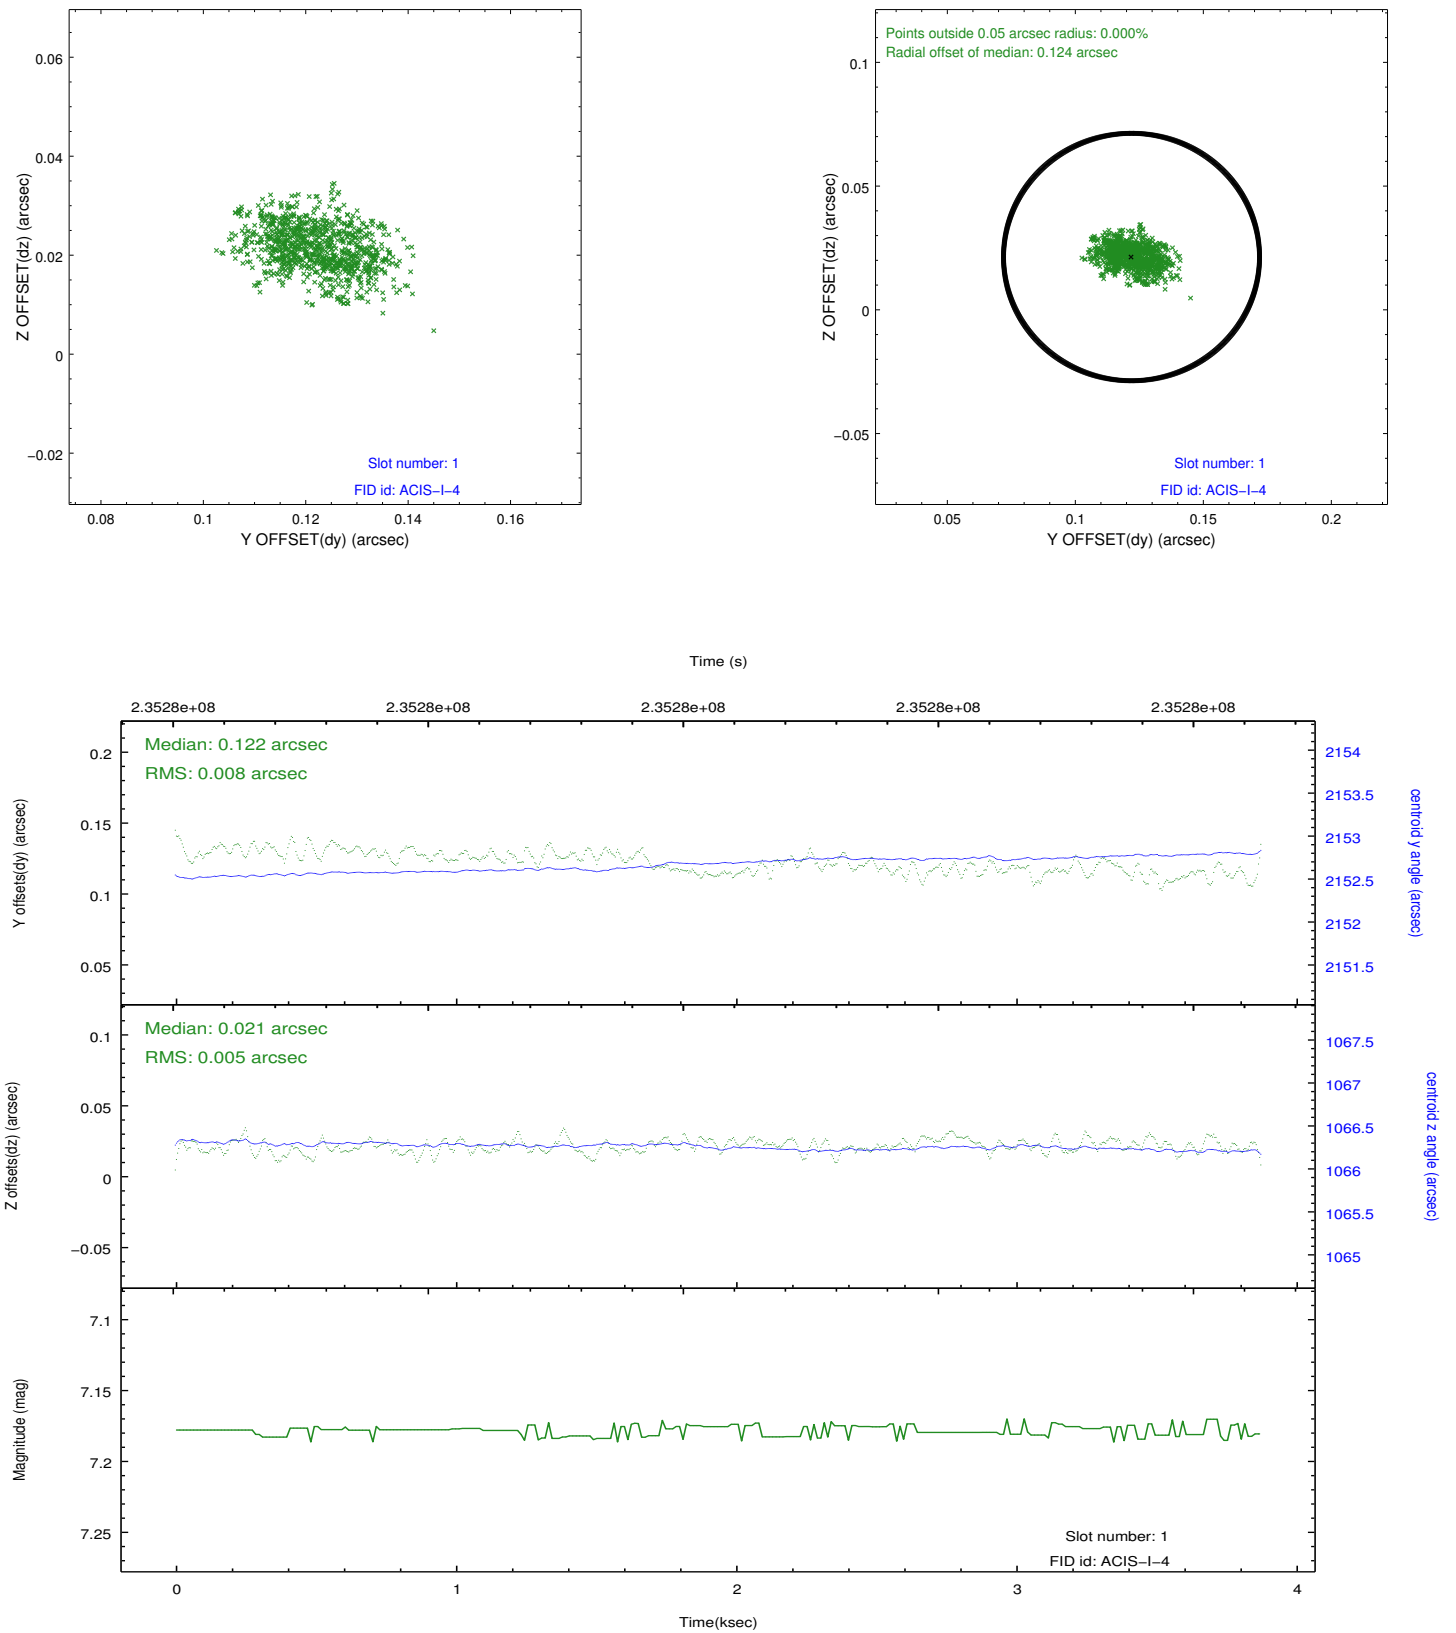 0.06
0.04
0.02
0
−0.02
Z OFFSET(dz) (arcsec)
Slot number: 1
FID id: ACIS−I−4
0.08 0.1 0.12 0.14 0.16
Y OFFSET(dy) (arcsec)
Points outside 0.05 arcsec radius: 0.000%
Radial offset of median: 0.124 arcsec
0.1
0.05
0
−0.05
Z OFFSET(dz) (arcsec)
Slot number: 1
FID id: ACIS−I−4
0.05 0.1 0.15 0.2
Y OFFSET(dy) (arcsec)
Time (s)
2.3528e+08 2.3528e+08 2.3528e+08 2.3528e+08 2.3528e+08
Median: 0.122 arcsec
RMS: 0.008 arcsec
0.2
0.15
0.1
0.05
Y offsets(dy) (arcsec)
2154
2153.5
2153
2152.5
2152
2151.5
centroid y angle (arcsec)
Median: 0.021 arcsec
RMS: 0.005 arcsec
0.1
0.05
0
−0.05
Z offsets(dz) (arcsec)
1067.5
1067
1066.5
1066
1065.5
1065
centroid z angle (arcsec)
7.1
7.15
7.2
7.25
Magnitude (mag)
Slot number: 1
FID id: ACIS−I−4
0 1 2 3 4
Time(ksec)